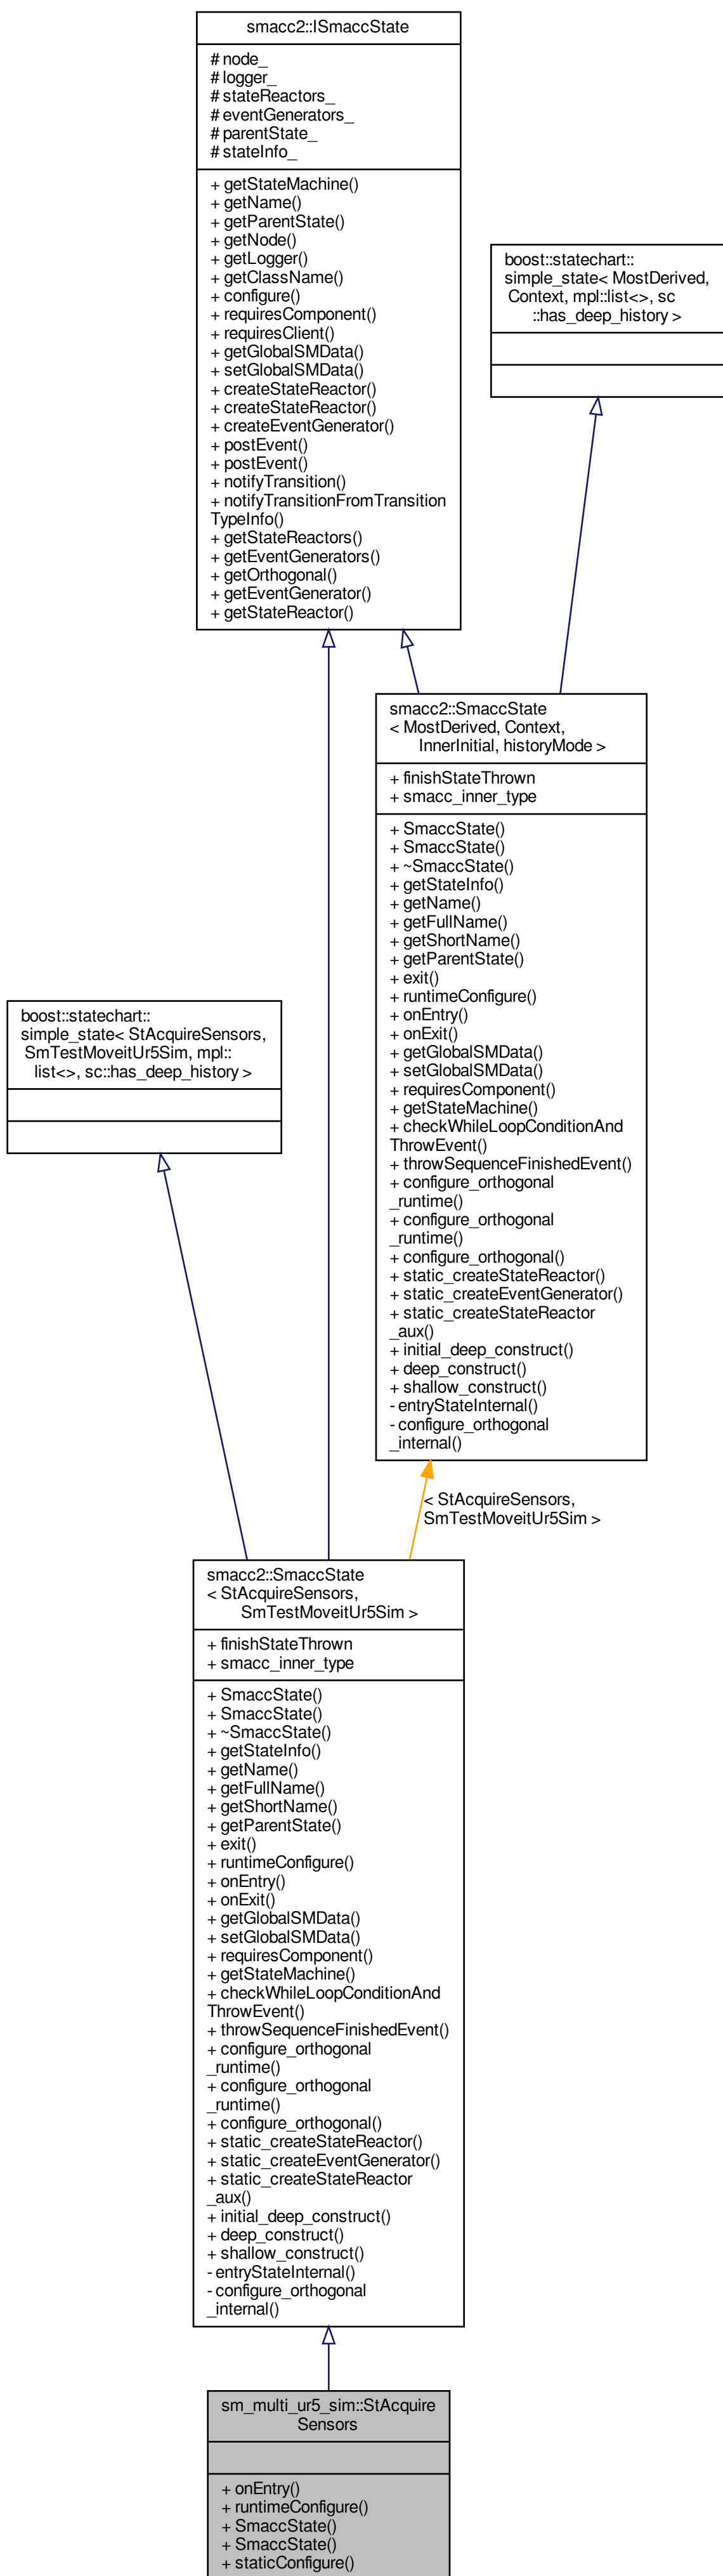 smacc2::ISmaccState
# node_
# logger_
# stateReactors_
# eventGenerators_
# parentState_
# stateInfo_
+ getStateMachine()
+ getName()
+ getParentState()
+ getNode()
+ getLogger()
+ getClassName()
+ configure()
+ requiresComponent()
+ requiresClient()
+ getGlobalSMData()
+ setGlobalSMData()
+ createStateReactor()
+ createStateReactor()
+ createEventGenerator()
+ postEvent()
+ postEvent()
+ notifyTransition()
+ notifyTransitionFromTransition
TypeInfo()
+ getStateReactors()
+ getEventGenerators()
+ getOrthogonal()
+ getEventGenerator()
+ getStateReactor()
boost::statechart::
simple_state< MostDerived,
Context, mpl::list<>, sc
::has_deep_history >
smacc2::SmaccState
< MostDerived, Context,
InnerInitial, historyMode >
+ finishStateThrown
+ smacc_inner_type
+ SmaccState()
+ SmaccState()
+ ~SmaccState()
+ getStateInfo()
+ getName()
+ getFullName()
+ getShortName()
+ getParentState()
+ exit()
+ runtimeConfigure()
+ onEntry()
+ onExit()
+ getGlobalSMData()
+ setGlobalSMData()
+ requiresComponent()
+ getStateMachine()
+ checkWhileLoopConditionAnd
ThrowEvent()
+ throwSequenceFinishedEvent()
+ configure_orthogonal
_runtime()
+ configure_orthogonal
_runtime()
+ configure_orthogonal()
+ static_createStateReactor()
+ static_createEventGenerator()
+ static_createStateReactor
_aux()
+ initial_deep_construct()
+ deep_construct()
+ shallow_construct()
- entryStateInternal()
- configure_orthogonal
_internal()
boost::statechart::
simple_state< StAcquireSensors,
SmTestMoveitUr5Sim, mpl::
list<>, sc::has_deep_history >
< StAcquireSensors,
SmTestMoveitUr5Sim >
smacc2::SmaccState
< StAcquireSensors,
SmTestMoveitUr5Sim >
+ finishStateThrown
+ smacc_inner_type
+ SmaccState()
+ SmaccState()
+ ~SmaccState()
+ getStateInfo()
+ getName()
+ getFullName()
+ getShortName()
+ getParentState()
+ exit()
+ runtimeConfigure()
+ onEntry()
+ onExit()
+ getGlobalSMData()
+ setGlobalSMData()
+ requiresComponent()
+ getStateMachine()
+ checkWhileLoopConditionAnd
ThrowEvent()
+ throwSequenceFinishedEvent()
+ configure_orthogonal
_runtime()
+ configure_orthogonal
_runtime()
+ configure_orthogonal()
+ static_createStateReactor()
+ static_createEventGenerator()
+ static_createStateReactor
_aux()
+ initial_deep_construct()
+ deep_construct()
+ shallow_construct()
- entryStateInternal()
- configure_orthogonal
_internal()
sm_multi_ur5_sim::StAcquire
Sensors
+ onEntry()
+ runtimeConfigure()
+ SmaccState()
+ SmaccState()
+ staticConfigure()